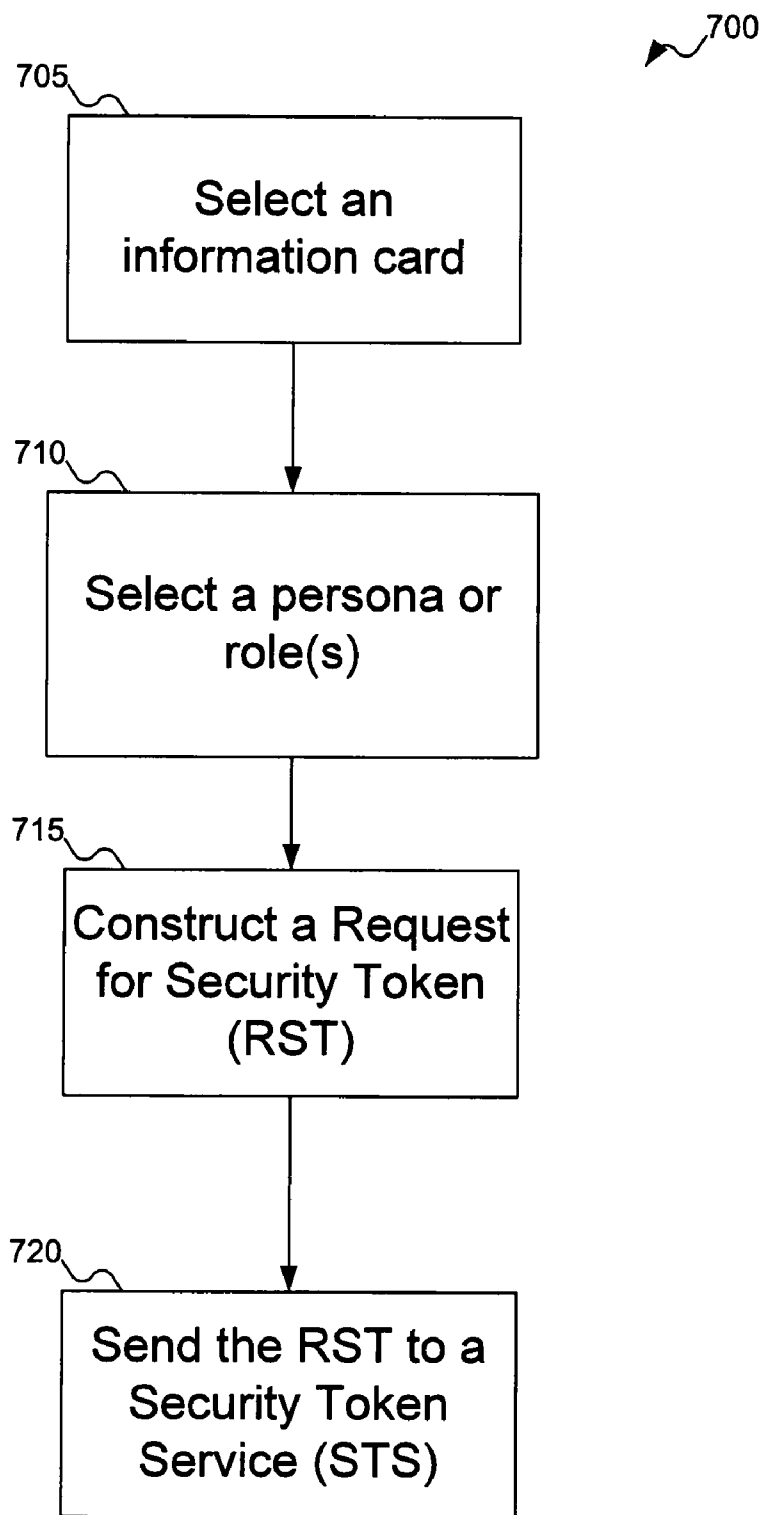 700
705
Select an
information card
710
Select a persona or
role(s)
715
Construct a Request
for Security Token
(RST)
720
Send the RST to a
Security Token
Service (STS)